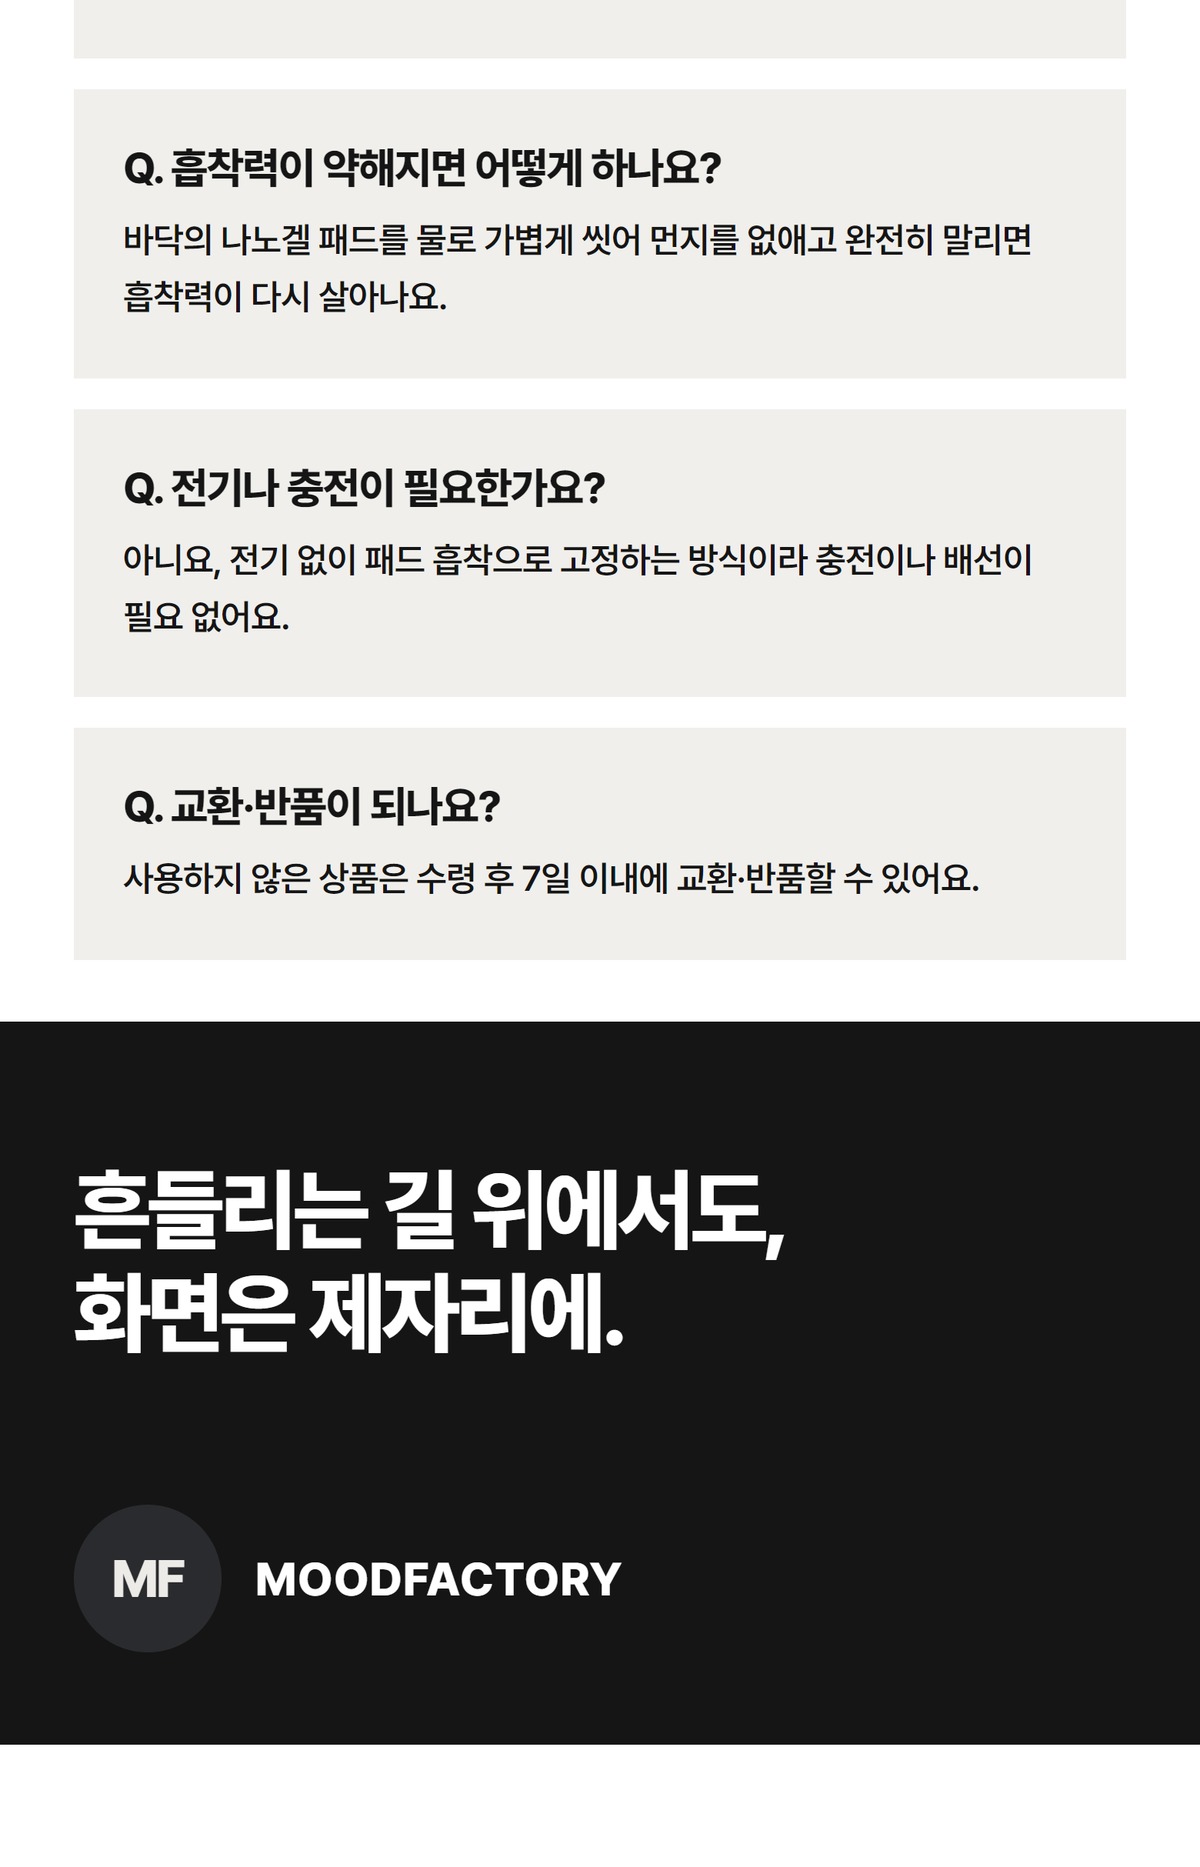 Q. 흡착력이 약해지면 어떻게 하나요?
바닥의 나노겔 패드를 물로 가볍게 씻어 먼지를 없애고 완전히 말리면
흡착력이 다시 살아나요.
Q. 전기나 충전이 필요한가요?
아니요, 전기 없이 패드 흡착으로 고정하는 방식이라 충전이나 배선이
필요 없어요.
Q. 교환·반품이 되나요?
사용하지 않은 상품은 수령 후 7일 이내에 교환·반품할 수 있어요.
흔들리는 길 위에서도,
화면은 제자리에.
MF
MOODFACTORY